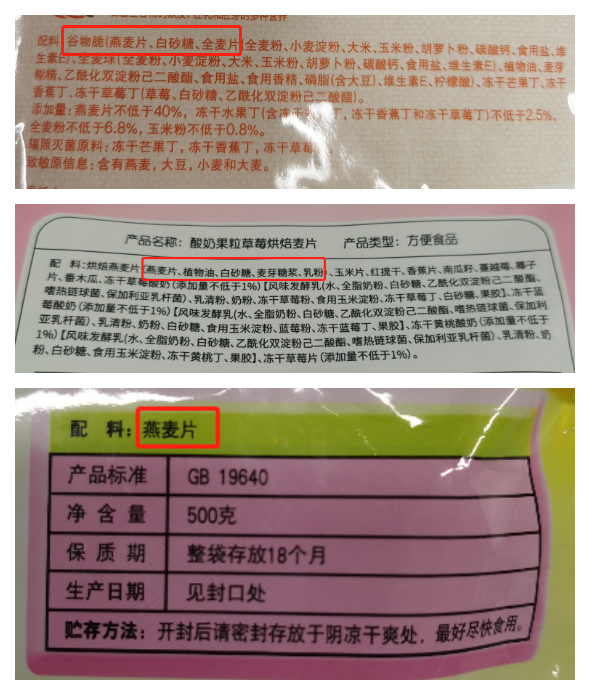 配料:谷物脆(燕麦片、白砂糖、全麦片(全麦粉、小麦淀粉、大米、玉米粉、胡萝卜粉、碳酸钙、食用盐、维
生素E)、全麦球(全麦粉、小麦淀粉、大米、玉米粉、胡萝卜粉、碳酸钙、食用盐、维生素E)、植物油、麦芽
糊精、乙酰化双淀粉己二酸酯、食用盐、食用香精、磷脂(含大豆)、维生素E、柠檬酸)、冻干芒果丁、冻干
香蕉丁、冻干草莓丁(草莓、白砂糖、乙酰化双淀粉己二酸酯)。
添加量:燕麦片不低于40%,冻干水果丁(含冻干 丁,冻干香蕉丁和冻干草莓丁)不低于2.5%、
全麦粉不低于6.8%,玉米粉不低于0.8%。
辐照灭菌原料:冻干芒果丁,冻干香蕉丁,冻干草莓
致敏原信息:含有燕麦,大豆,小麦和大麦。
产品名称: 酸奶果粒草莓烘焙麦片 产品类型: 方便食品
配 料:烘焙燕麦片(燕麦片、植物油、白砂糖、麦芽糖浆、乳粉)、玉米片、红提干、香蕉片、南瓜籽、蔓越莓、椰子
片、番木瓜、冻干草莓酸奶(添加量不低于1%)【风味发酵乳(水、全脂奶粉、白砂糖、乙酰化双淀粉己二酸酯、
嗜热链球菌、保加利亚乳杆菌)、乳清粉、奶粉、冻干草莓粉、食用玉米淀粉、冻干草莓丁、白砂糖、果胶】、冻干蓝
莓酸奶(添加量不低于1%)【风味发酵乳(水、全脂奶粉、白砂糖、乙酰化双淀粉己二酸酯、嗜热链球菌、保加利
亚乳杆菌)、乳清粉、奶粉、白砂糖、食用玉米淀粉、蓝莓粉、冻干蓝莓丁、果胶】、冻干黄桃酸奶(添加量不低于
1%)【风味发酵乳(水、全脂奶粉、白砂糖、乙酰化双淀粉己二酸酯、嗜热链球菌、保加利亚乳杆菌)、乳清粉、奶
粉、白砂糖、食用玉米淀粉、冻干黄桃丁、果胶】、冻干草莓片(添加量不低于1%)。
配 料: 燕麦片
产品标准 GB 19640
净 含 量 500克
保 质 期 整袋存放18个月
生产日期 见封口处
贮存方法: 开封后请密封存放于阴凉干爽处,最好尽快食用。